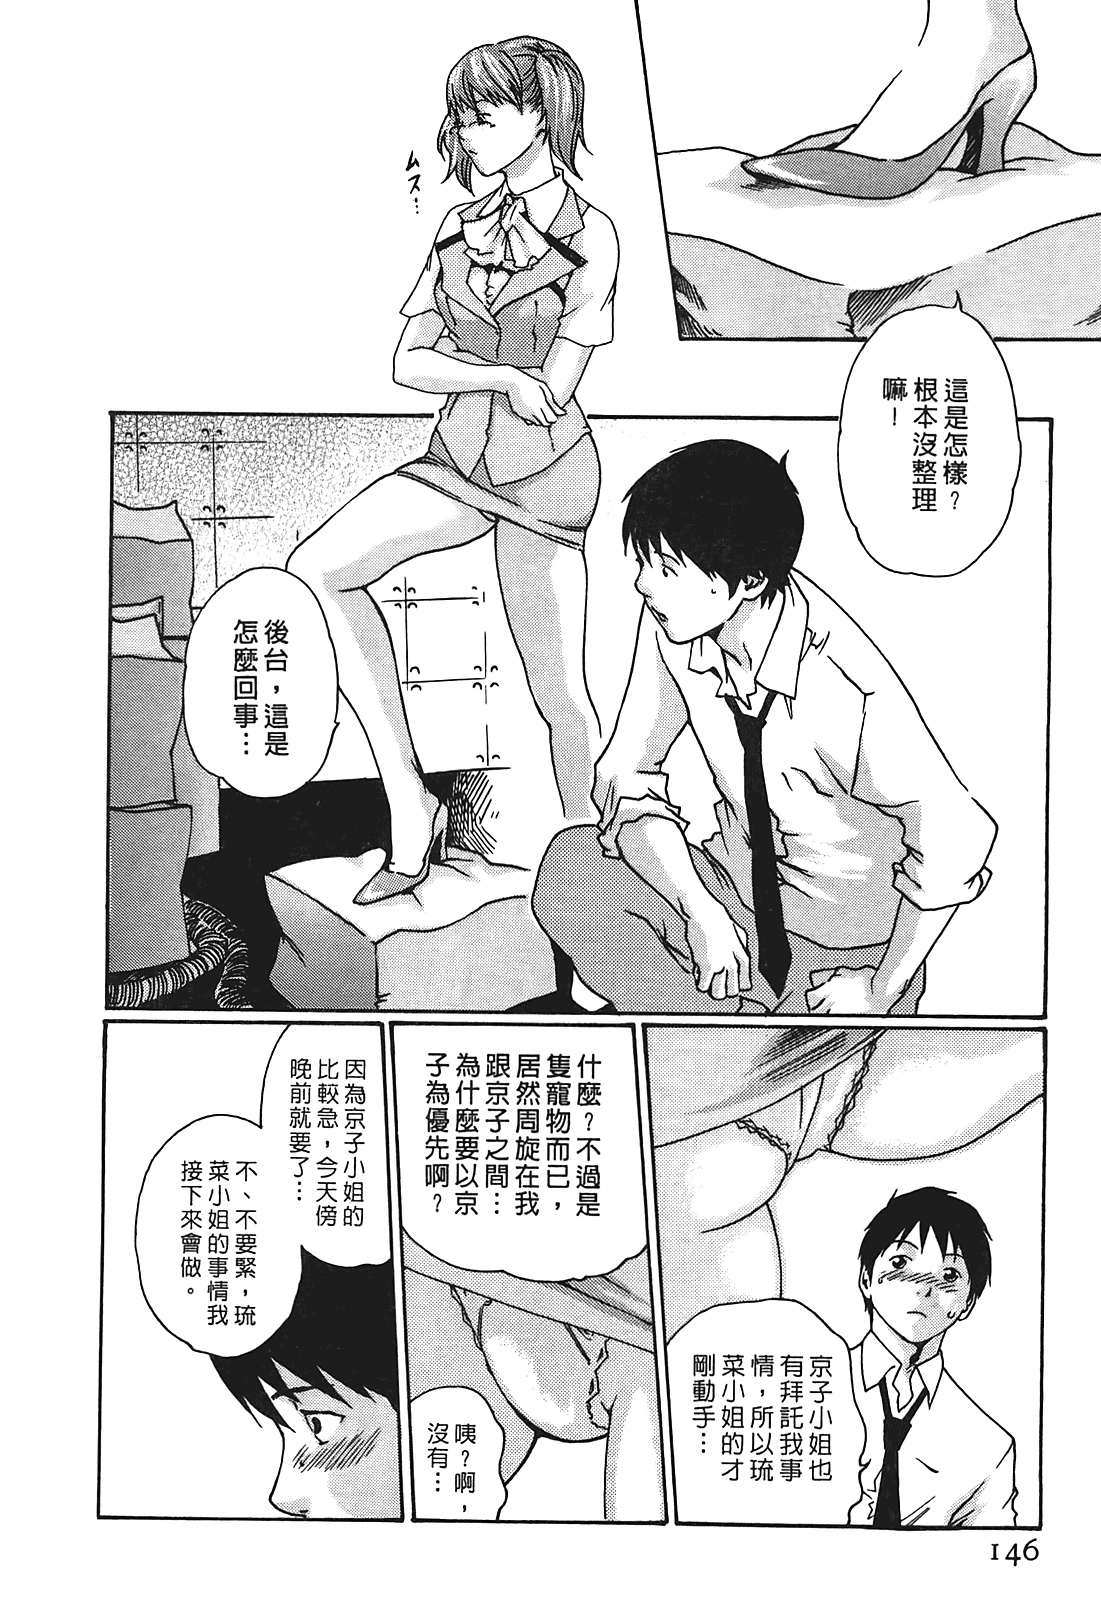 這是怎樣？
根本沒整理
嘛！
ムス…
後台，這是
怎麼回事…
京子小姐也
有拜託我事
情，所以琉
菜小姐的才
剛動手…
什麼？不過是
隻寵物而已，
居然周旋在我
跟京子之間…
為什麼要以京
子為優先啊？
咦？啊，
沒有…
因為京子小姐的
比較急，今天傍
晚前就要了…
不、不要緊，琉
菜小姐的事情我
接下來會做。
146